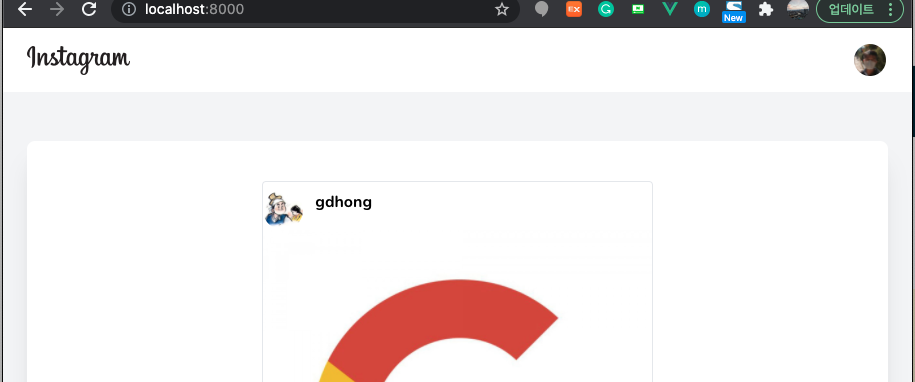 localhost:8000
EX
m
New
업데이트
Instagram
gdhong